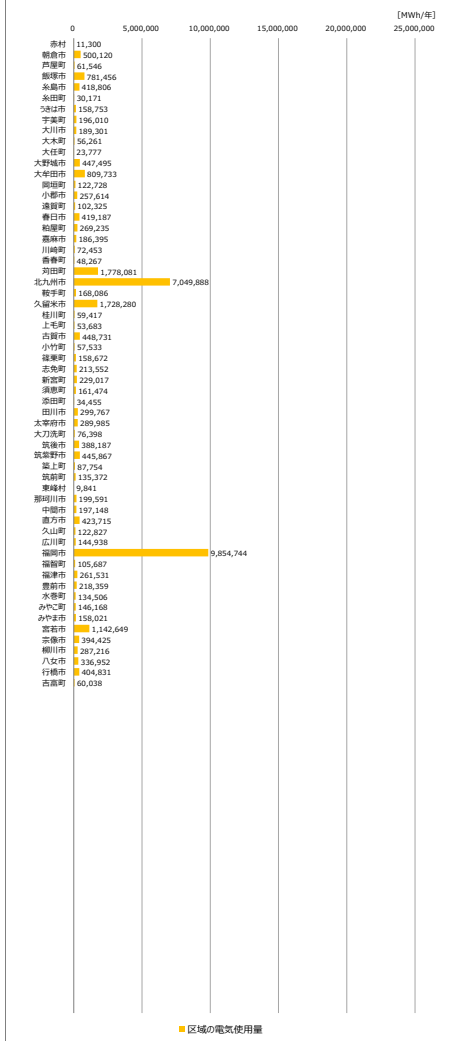 [MWh/年]
0 5,000,000 10,000,000 15,000,000 20,000,000 25,000,000
赤村 11,300
朝倉市 500,120
芦屋町 61,546
飯塚市 781,456
糸島市 418,806
糸田町 30,171
うきは市 158,753
宇美町 196,010
大川市 189,301
大木町 56,261
大任町 23,777
大野城市 447,495
大牟田市 809,733
岡垣町 122,728
小郡市 257,614
遠賀町 102,325
春日市 419,187
粕屋町 269,235
嘉麻市 186,395
川崎町 72,453
香春町 48,267
苅田町 1,778,081
北九州市 7,049,888
鞍手町 168,086
久留米市 1,728,280
桂川町 59,417
上毛町 53,683
古賀市 448,731
小竹町 57,533
篠栗町 158,672
志免町 213,552
新宮町 229,017
須恵町 161,474
添田町 34,455
田川市 299,767
太宰府市 289,985
大刀洗町 76,398
筑後市 388,187
筑紫野市 445,867
築上町 87,754
筑前町 135,372
東峰村 9,841
那珂川市 199,591
中間市 197,148
直方市 423,715
久山町 122,827
広川町 144,938
福岡市 9,854,744
福智町 105,687
福津市 261,531
豊前市 218,359
水巻町 134,506
みやこ町 146,168
みやま市 158,021
宮若市 1,142,649
宗像市 394,425
柳川市 287,216
八女市 336,952
行橋市 404,831
吉富町 60,038
区域の電気使用量